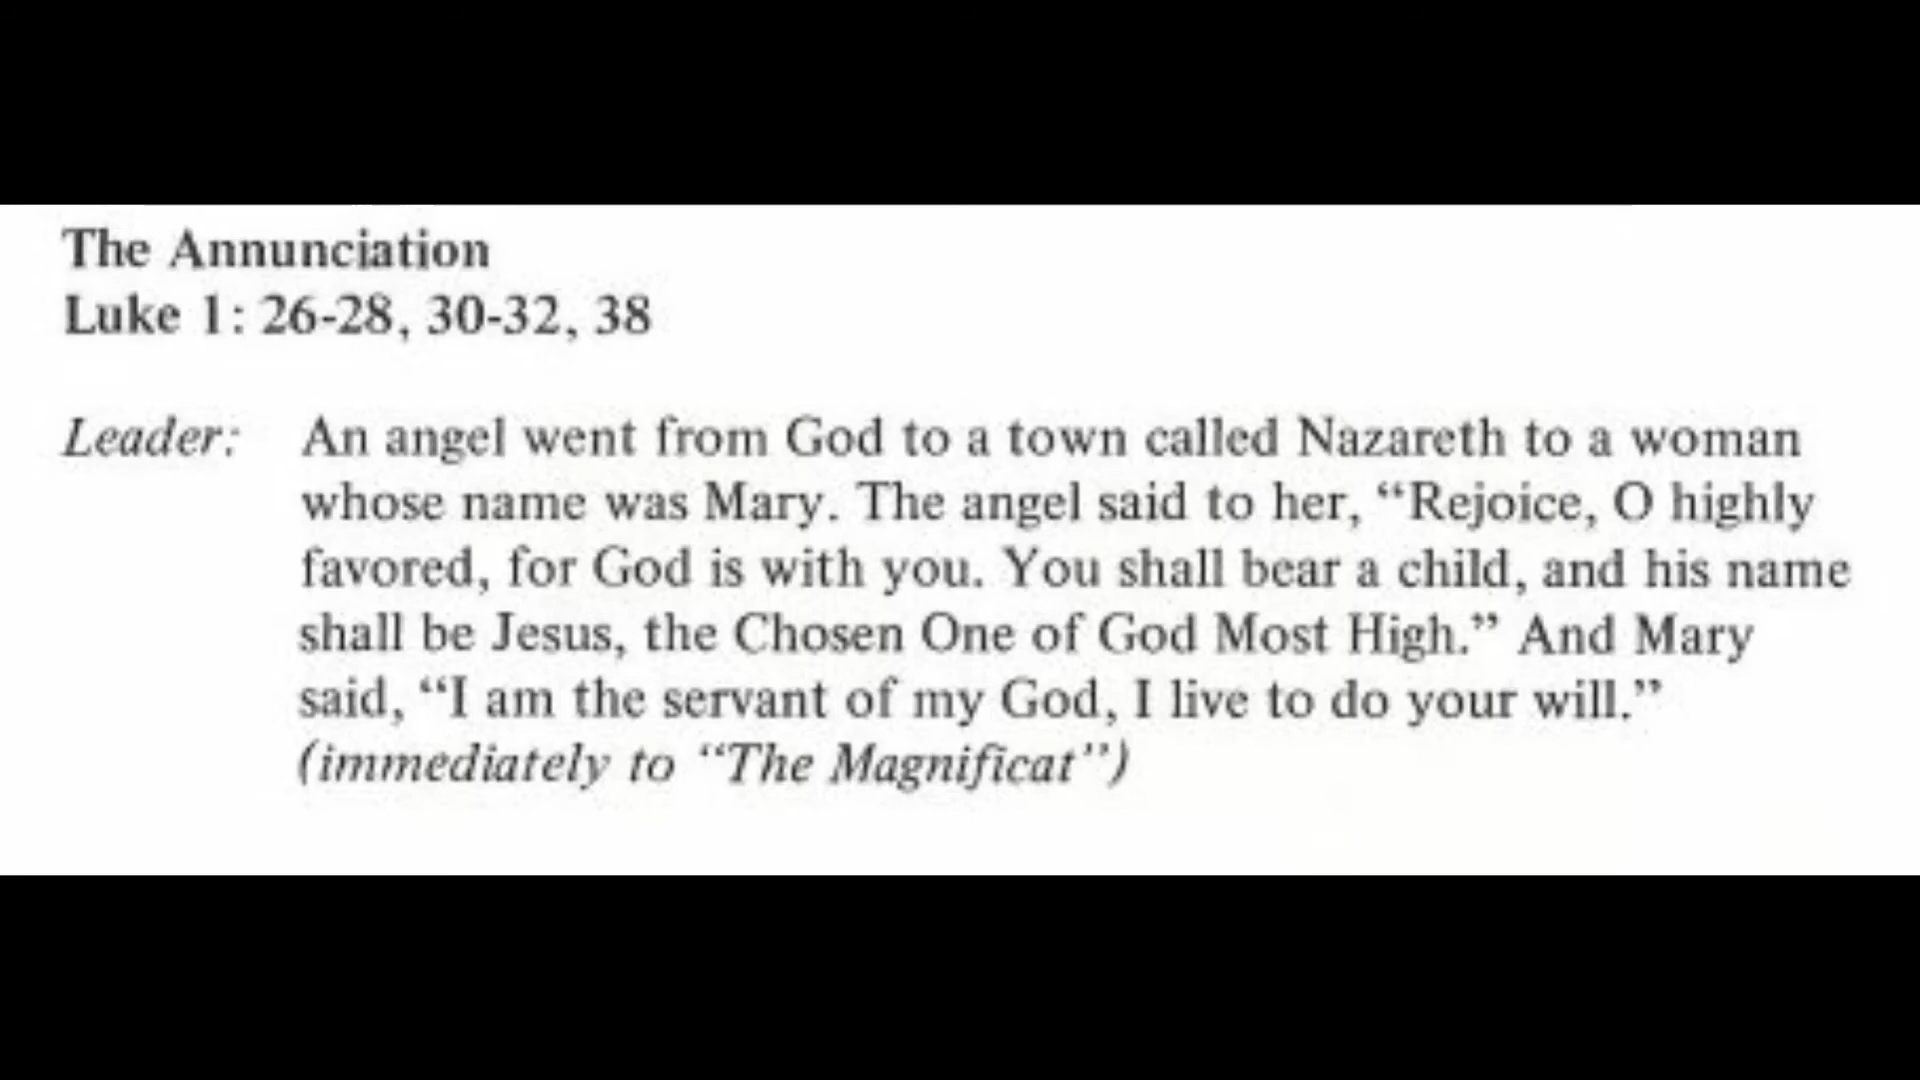 The Annunciation
Luke 1: 26-28, 30-32, 38
Leader: An angel went from God to a town called Nazareth to a woman
whose name was Mary. The angel said to her, “Rejoice, O highly
favored, for God is with you. You shall bear a child, and his name
shall be Jesus, the Chosen One of God Most High.” And Mary
said, “I am the servant of my God, I live to do your will.”
(immediately to “The Magnificat”)